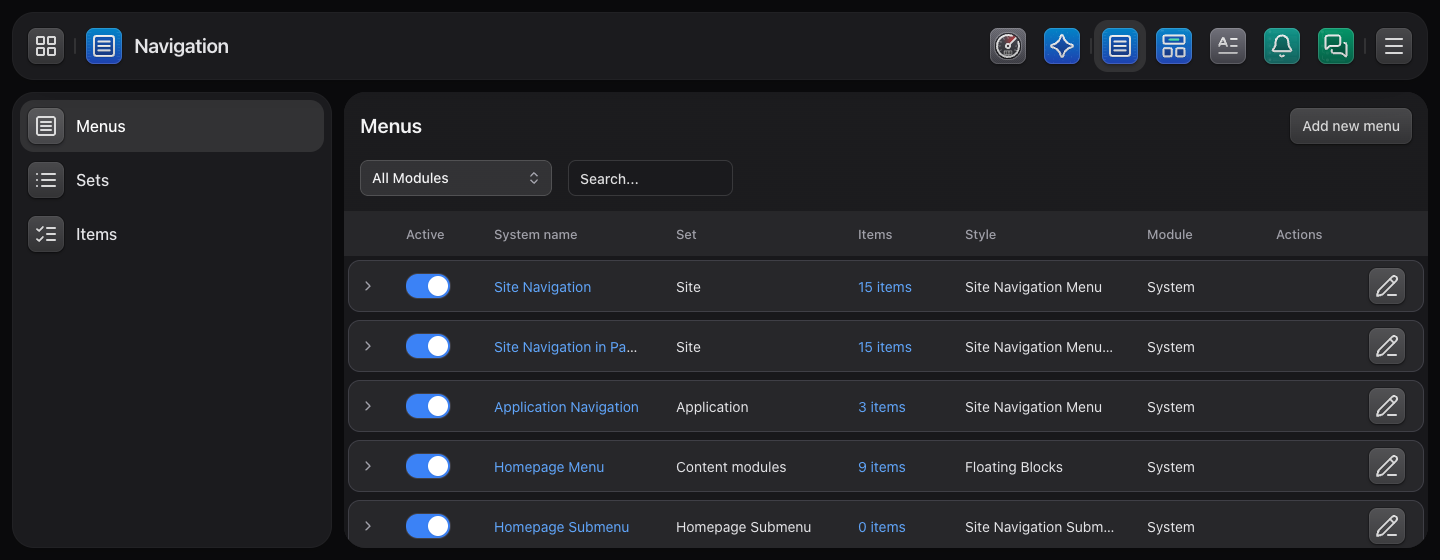 Navigation
Menus
Sets
Items
Menus
Add new menu
All Modules
Search...
Active System name Set Items Style Module Actions
Site Navigation Site 15 items Site Navigation Menu System
Site Navigation in Pa... Site 15 items Site Navigation Menu... System
Application Navigation Application 3 items Site Navigation Menu System
Homepage Menu Content modules 9 items Floating Blocks System
Homepage Submenu Homepage Submenu 0 items Site Navigation Subm... System